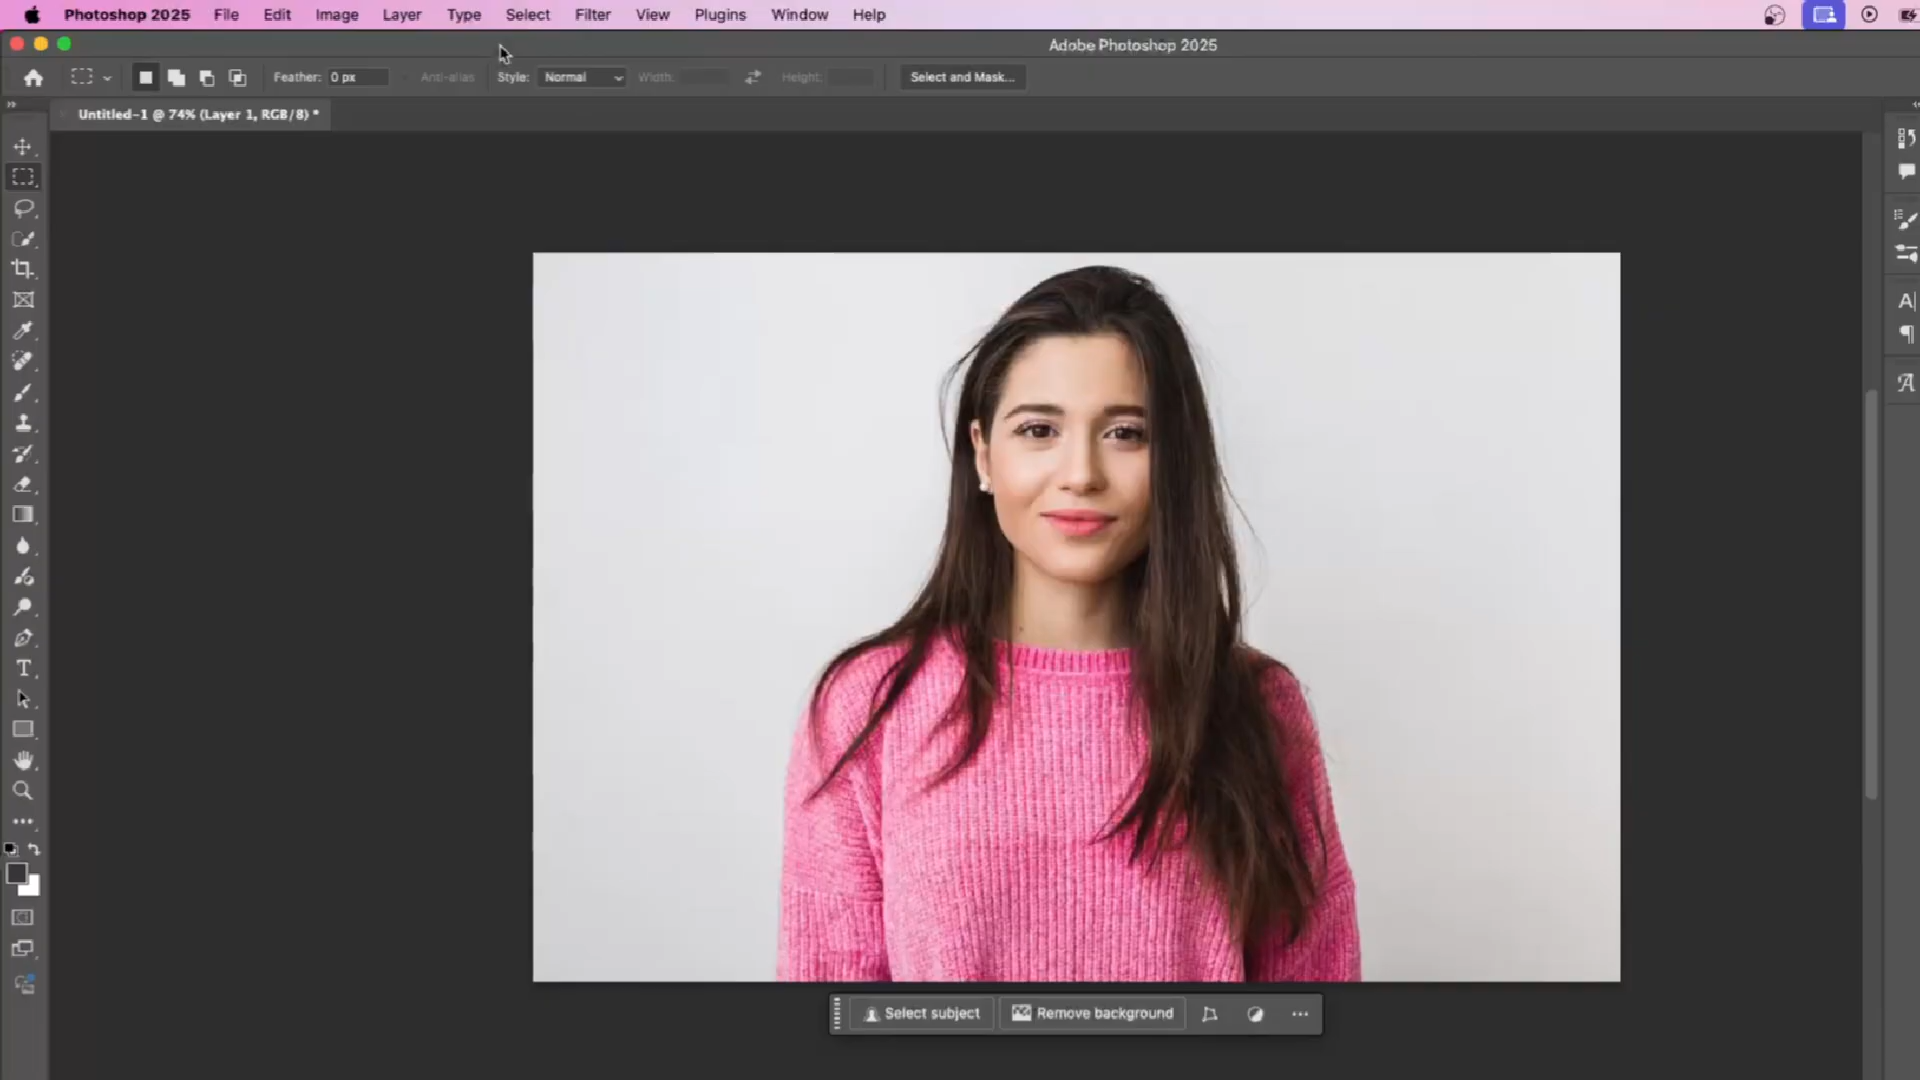 Photoshop 2025 File Edit Image Layer Type Select Filter View Plugins Window Help
Adobe Photoshop 2025
Feather: 0 px Anti-alias Style: Normal Width: Height: Select and Mask...
Untitled-1 @ 74% (Layer 1, RGB/8) *
Select subject Remove background